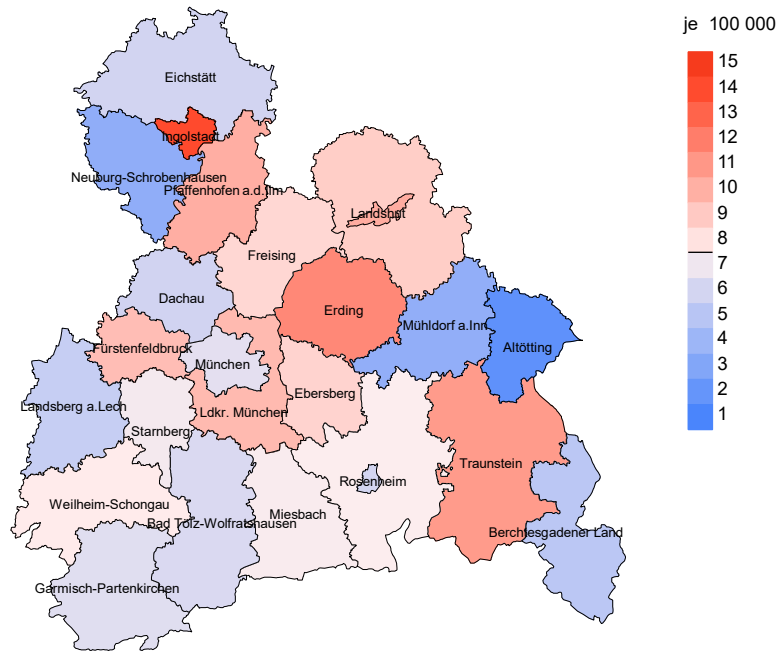 je 100 000
15
14
13
12
11
10
9
8
7
6
5
4
3
2
1
Eichstätt
Ingolstadt
Neuburg-Schrobenhausen
Pfaffenhofen a.d.Ilm
Landshut
Freising
Dachau
Erding
Mühldorf a.Inn
Altötting
Fürstenfeldbruck
München
Ebersberg
Landsberg a.Lech
Ldkr. München
Starnberg
Traunstein
Rosenheim
Weilheim-Schongau
Miesbach
Bad Tölz-Wolfratshausen
Berchtesgadener Land
Garmisch-Partenkirchen